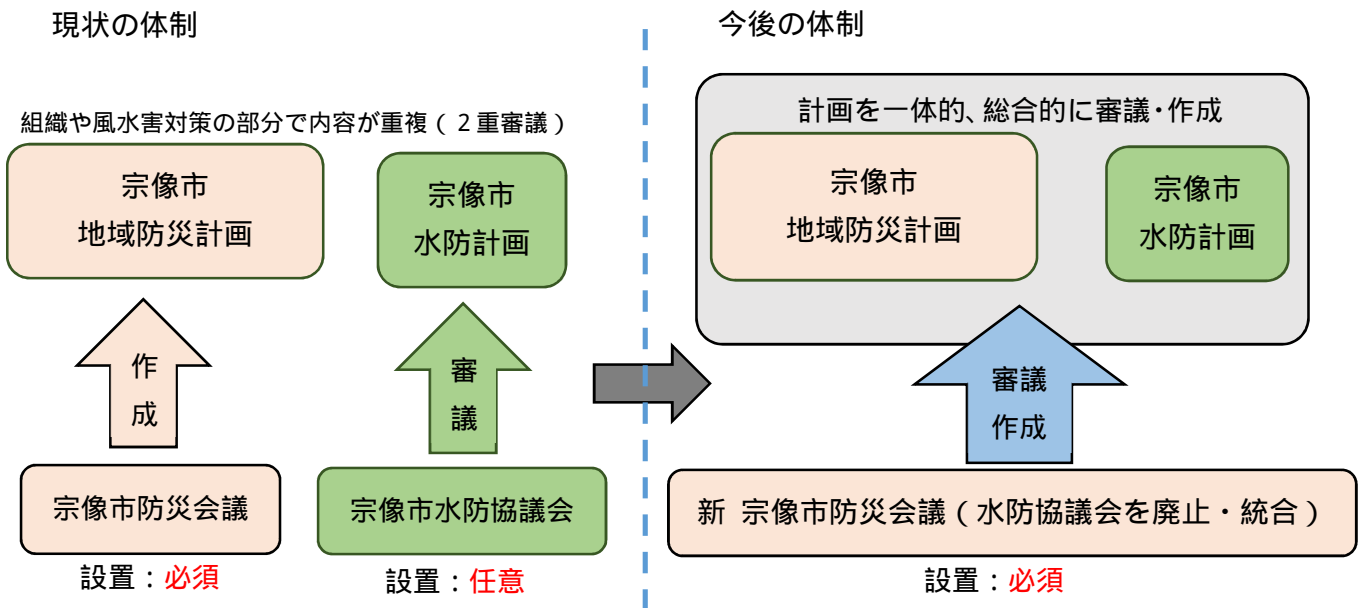 現状の体制
組織や風水害対策の部分で内容が重複(2重審議)
宗像市
地域防災計画
宗像市
水防計画
作
成
審
議
宗像市防災会議
宗像市水防協議会
設置:必須
設置:任意
今後の体制
計画を一体的、総合的に審議・作成
宗像市
地域防災計画
宗像市
水防計画
審議
作成
新 宗像市防災会議(水防協議会を廃止・統合)
設置:必須